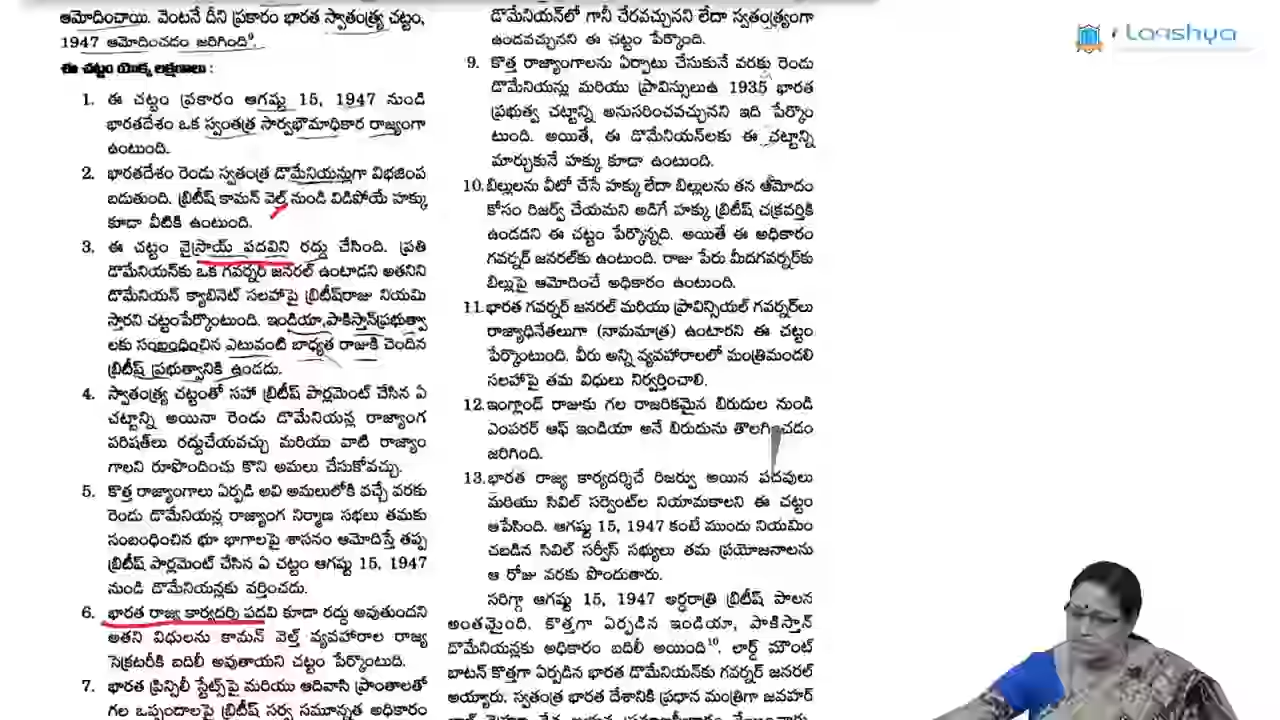 ఆమోదించాయి. వెంటనే దీని ప్రకారం భారత స్వాతంత్ర్య చట్టం,
1947 ఆమోదించడం జరిగింది⁹.
ఈ చట్టం యొక్క లక్షణాలు :
1. ఈ చట్టం ప్రకారం ఆగష్టు 15, 1947 నుండి
భారతదేశం ఒక స్వంతత్ర సార్వభౌమాధికార రాజ్యంగా
ఉంటుంది.
2. భారతదేశం రెండు స్వతంత్ర డొమేనియన్లుగా విభజింప
బడుతుంది. బ్రిటీష్ కామన్ వెల్త్ నుండి విడిపోయే హక్కు
కూడా వీటికి ఉంటుంది.
3. ఈ చట్టం వైస్రాయ్ పదవిని రద్దు చేసింది. ప్రతి
డొమేనియన్‌కు ఒక గవర్నర్ జనరల్ ఉంటాడని అతనిని
డొమేనియన్ క్యాబినెట్ సలహాపై బ్రిటీష్‌రాజు నియమి
స్తారని చట్టంపేర్కొంటుంది. ఇండియా,పాకిస్తాన్‌ప్రభుత్వా
లకు సంబంధించిన ఎటువంటి బాధ్యత రాజుకి చెందిన
బ్రిటీష్ ప్రభుత్వానికి ఉండదు.
4. స్వాతంత్ర్య చట్టంతో సహా బ్రిటీష్ పార్లమెంట్ చేసిన ఏ
చట్టాన్ని అయినా రెండు డొమేనియన్ల రాజ్యాంగ
పరిషత్‌లు రద్దుచేయవచ్చు మరియు వాటి రాజ్యాం
గాలని రూపొందించు కొని అమలు చేసుకోవచ్చు.
5. కొత్త రాజ్యాంగాలు ఏర్పడి అవి అమలులోకి వచ్చే వరకు
రెండు డొమేనియన్ల రాజ్యాంగ నిర్మాణ సభలు తమకు
సంబంధించిన భూ భాగాలపై శాసనం ఆమోదిస్తే తప్ప
బ్రిటీష్ పార్లమెంట్ చేసిన ఏ చట్టం ఆగష్టు 15, 1947
నుండి డొమేనియన్లకు వర్తించదు.
6. భారత రాజ్య కార్యదర్శి పదవి కూడా రద్దు అవుతుందని
అతని విధులను కామన్ వెల్త్ వ్యవహారాల రాజ్య
సెక్రటరీకి బదిలీ అవుతాయని చట్టం పేర్కొంటుది.
7. భారత ప్రిన్సిలీ స్టేట్స్‌పై మరియు ఆదివాసి ప్రాంతాలతో
గల ఒప్పందాలపై బ్రిటీష్ సర్వ సమూన్నత అధికారం
డొమేనియన్‌లో గానీ చేరవచ్చునని లేదా స్వతంత్ర్యంగా
ఉండవచ్చునని ఈ చట్టం పేర్కొంది.
9. కొత్త రాజ్యాంగాలను ఏర్పాటు చేసుకునే వరకు రెండు
డొమినియన్లు మరియు ప్రావిన్సులుఉ 1935 భారత
ప్రభుత్వ చట్టాన్ని అనుసరించవచ్చునని ఇది పేర్కొం
టుంది. అయితే, ఈ డొమేనియన్‌లకు ఈ చట్టాన్ని
మార్చుకునే హక్కు కూడా ఉంటుంది.
10. బిల్లులను వీటో చేసే హక్కు లేదా బిల్లులను తన ఆమోదం
కోసం రిజర్వ్ చేయమని అడిగే హక్కు బ్రిటీష్ చక్రవర్తికి
ఉండదని ఈ చట్టం పేర్కొన్నది. అయితే ఈ అధికారం
గవర్నర్ జనరల్‌కు ఉంటుంది. రాజు పేరు మీదగవర్నర్‌కు
బిల్లుపై ఆమోదించే అధికారం ఉంటుంది.
11. భారత గవర్నర్ జనరల్ మరియు ప్రావిన్సియల్ గవర్నర్‌లు
రాజ్యాధినేతలుగా (నామమాత్ర) ఉంటారని ఈ చట్టం
పేర్కొంటుంది. వీరు అన్ని వ్యవహారాలలో మంత్రిమండలి
సలహాపై తమ విధులు నిర్వర్తించాలి.
12. ఇంగ్లాండ్ రాజుకు గల రాజరికమైన బిరుదుల నుండి
ఎంపరర్ ఆఫ్ ఇండియా అనే బిరుదును తొలగించడం
జరిగింది.
13. భారత రాజ్య కార్యదర్శిచే రిజర్వు అయిన పదవులు
మరియు సివిల్ సర్వెంట్‌ల నియామకాలని ఈ చట్టం
ఆపేసింది. ఆగష్టు 15, 1947 కంటే ముందు నియమిం
చబడిన సివిల్ సర్వీస్ సభ్యులు తమ ప్రయోజనాలను
ఆ రోజు వరకు పొందుతారు.
సరిగ్గా ఆగష్టు 15, 1947 అర్ధరాత్రి బ్రిటీష్ పాలన
అంతమైంది. కొత్తగా ఏర్పడిన ఇండియా, పాకిస్తాన్
డొమేనియన్‌లకు అధికారం బదిలీ అయింది¹⁰. లార్డ్ మౌంట్
బాటన్ కొత్తగా ఏర్పడిన భారత డొమేనియన్‌కు గవర్నర్ జనరల్
అయ్యారు. స్వతంత్ర భారత దేశానికి ప్రధాన మంత్రిగా జవహర్
Laqshya